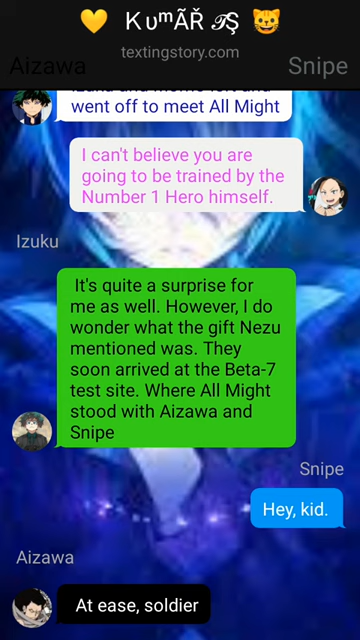 💛 KυᵐÃŘ 𝒯Ş 😺
textingstory.com
Aizawa Snipe
went off to meet All Might
I can't believe you are
going to be trained by the
Number 1 Hero himself.
Izuku
It's quite a surprise for
me as well. However, I do
wonder what the gift Nezu
mentioned was. They
soon arrived at the Beta-7
test site. Where All Might
stood with Aizawa and
Snipe
Snipe
Hey, kid.
Aizawa
At ease, soldier